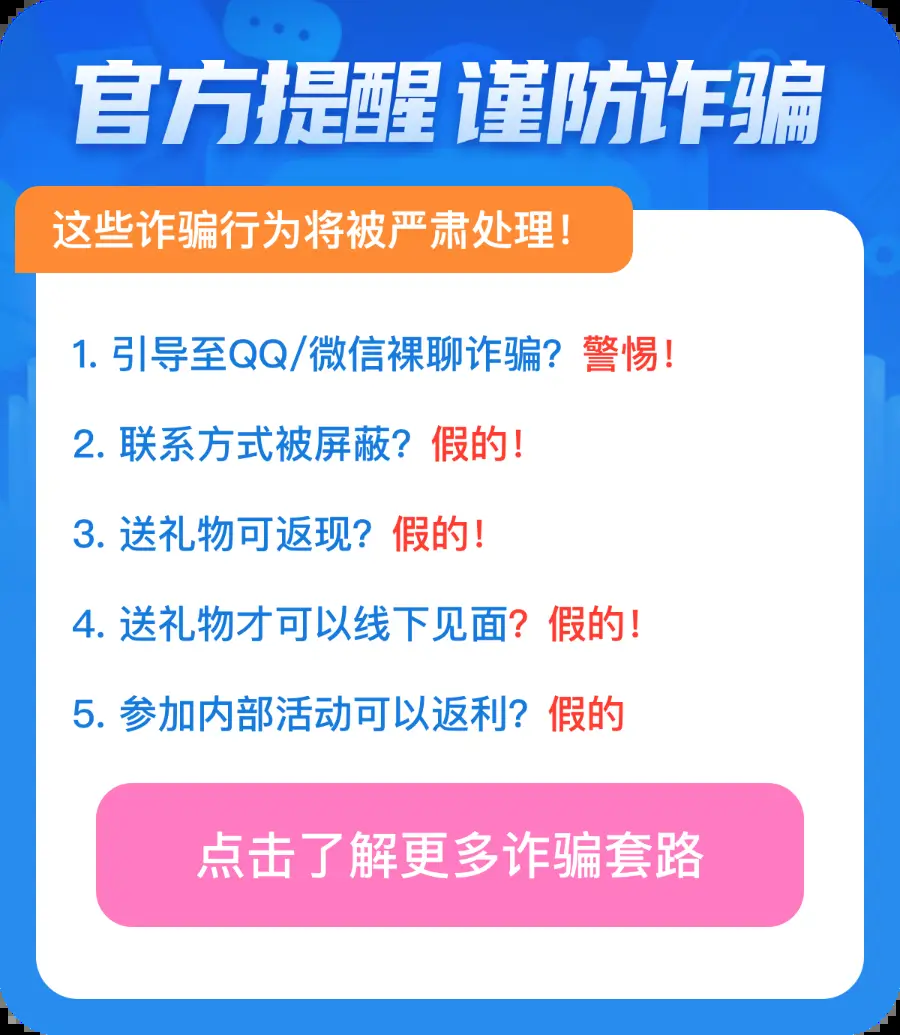 官方提醒 谨防诈骗
这些诈骗行为将被严肃处理！
1. 引导至QQ/微信裸聊诈骗？警惕！
2. 联系方式被屏蔽？假的！
3. 送礼物可返现？假的！
4. 送礼物才可以线下见面？假的！
5. 参加内部活动可以返利？假的
点击了解更多诈骗套路